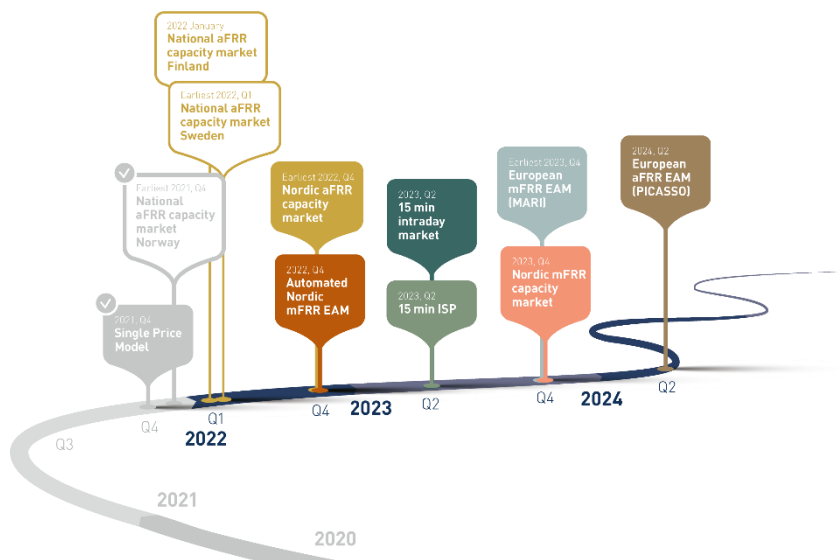 2022 January
National aFRR
capacity market
Finland
Earliest 2022, Q1
National aFRR
capacity market
Sweden
Earliest 2021, Q4
National
aFRR capacity
market
Norway
2021, Q4
Single Price
Model
Earliest 2022, Q4
Nordic aFRR
capacity
market
2022, Q4
Automated
Nordic
mFRR EAM
2023, Q2
15 min
intraday
market
2023, Q2
15 min ISP
Earliest 2023, Q4
European
mFRR EAM
(MARI)
2023, Q4
Nordic mFRR
capacity
market
2024, Q2
European
aFRR EAM
(PICASSO)
Q3
Q4
Q1
2022
Q4
2023
Q2
Q4
2024
Q2
2021
2020